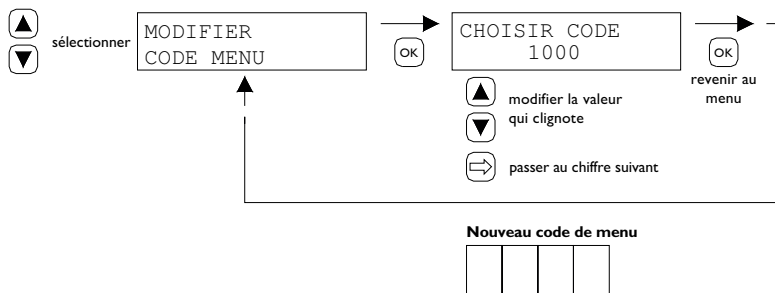 sélectionner
MODIFIER
CODE MENU
OK
CHOISIR CODE
1000
OK
revenir au
menu
modifier la valeur
qui clignote
passer au chiffre suivant
Nouveau code de menu